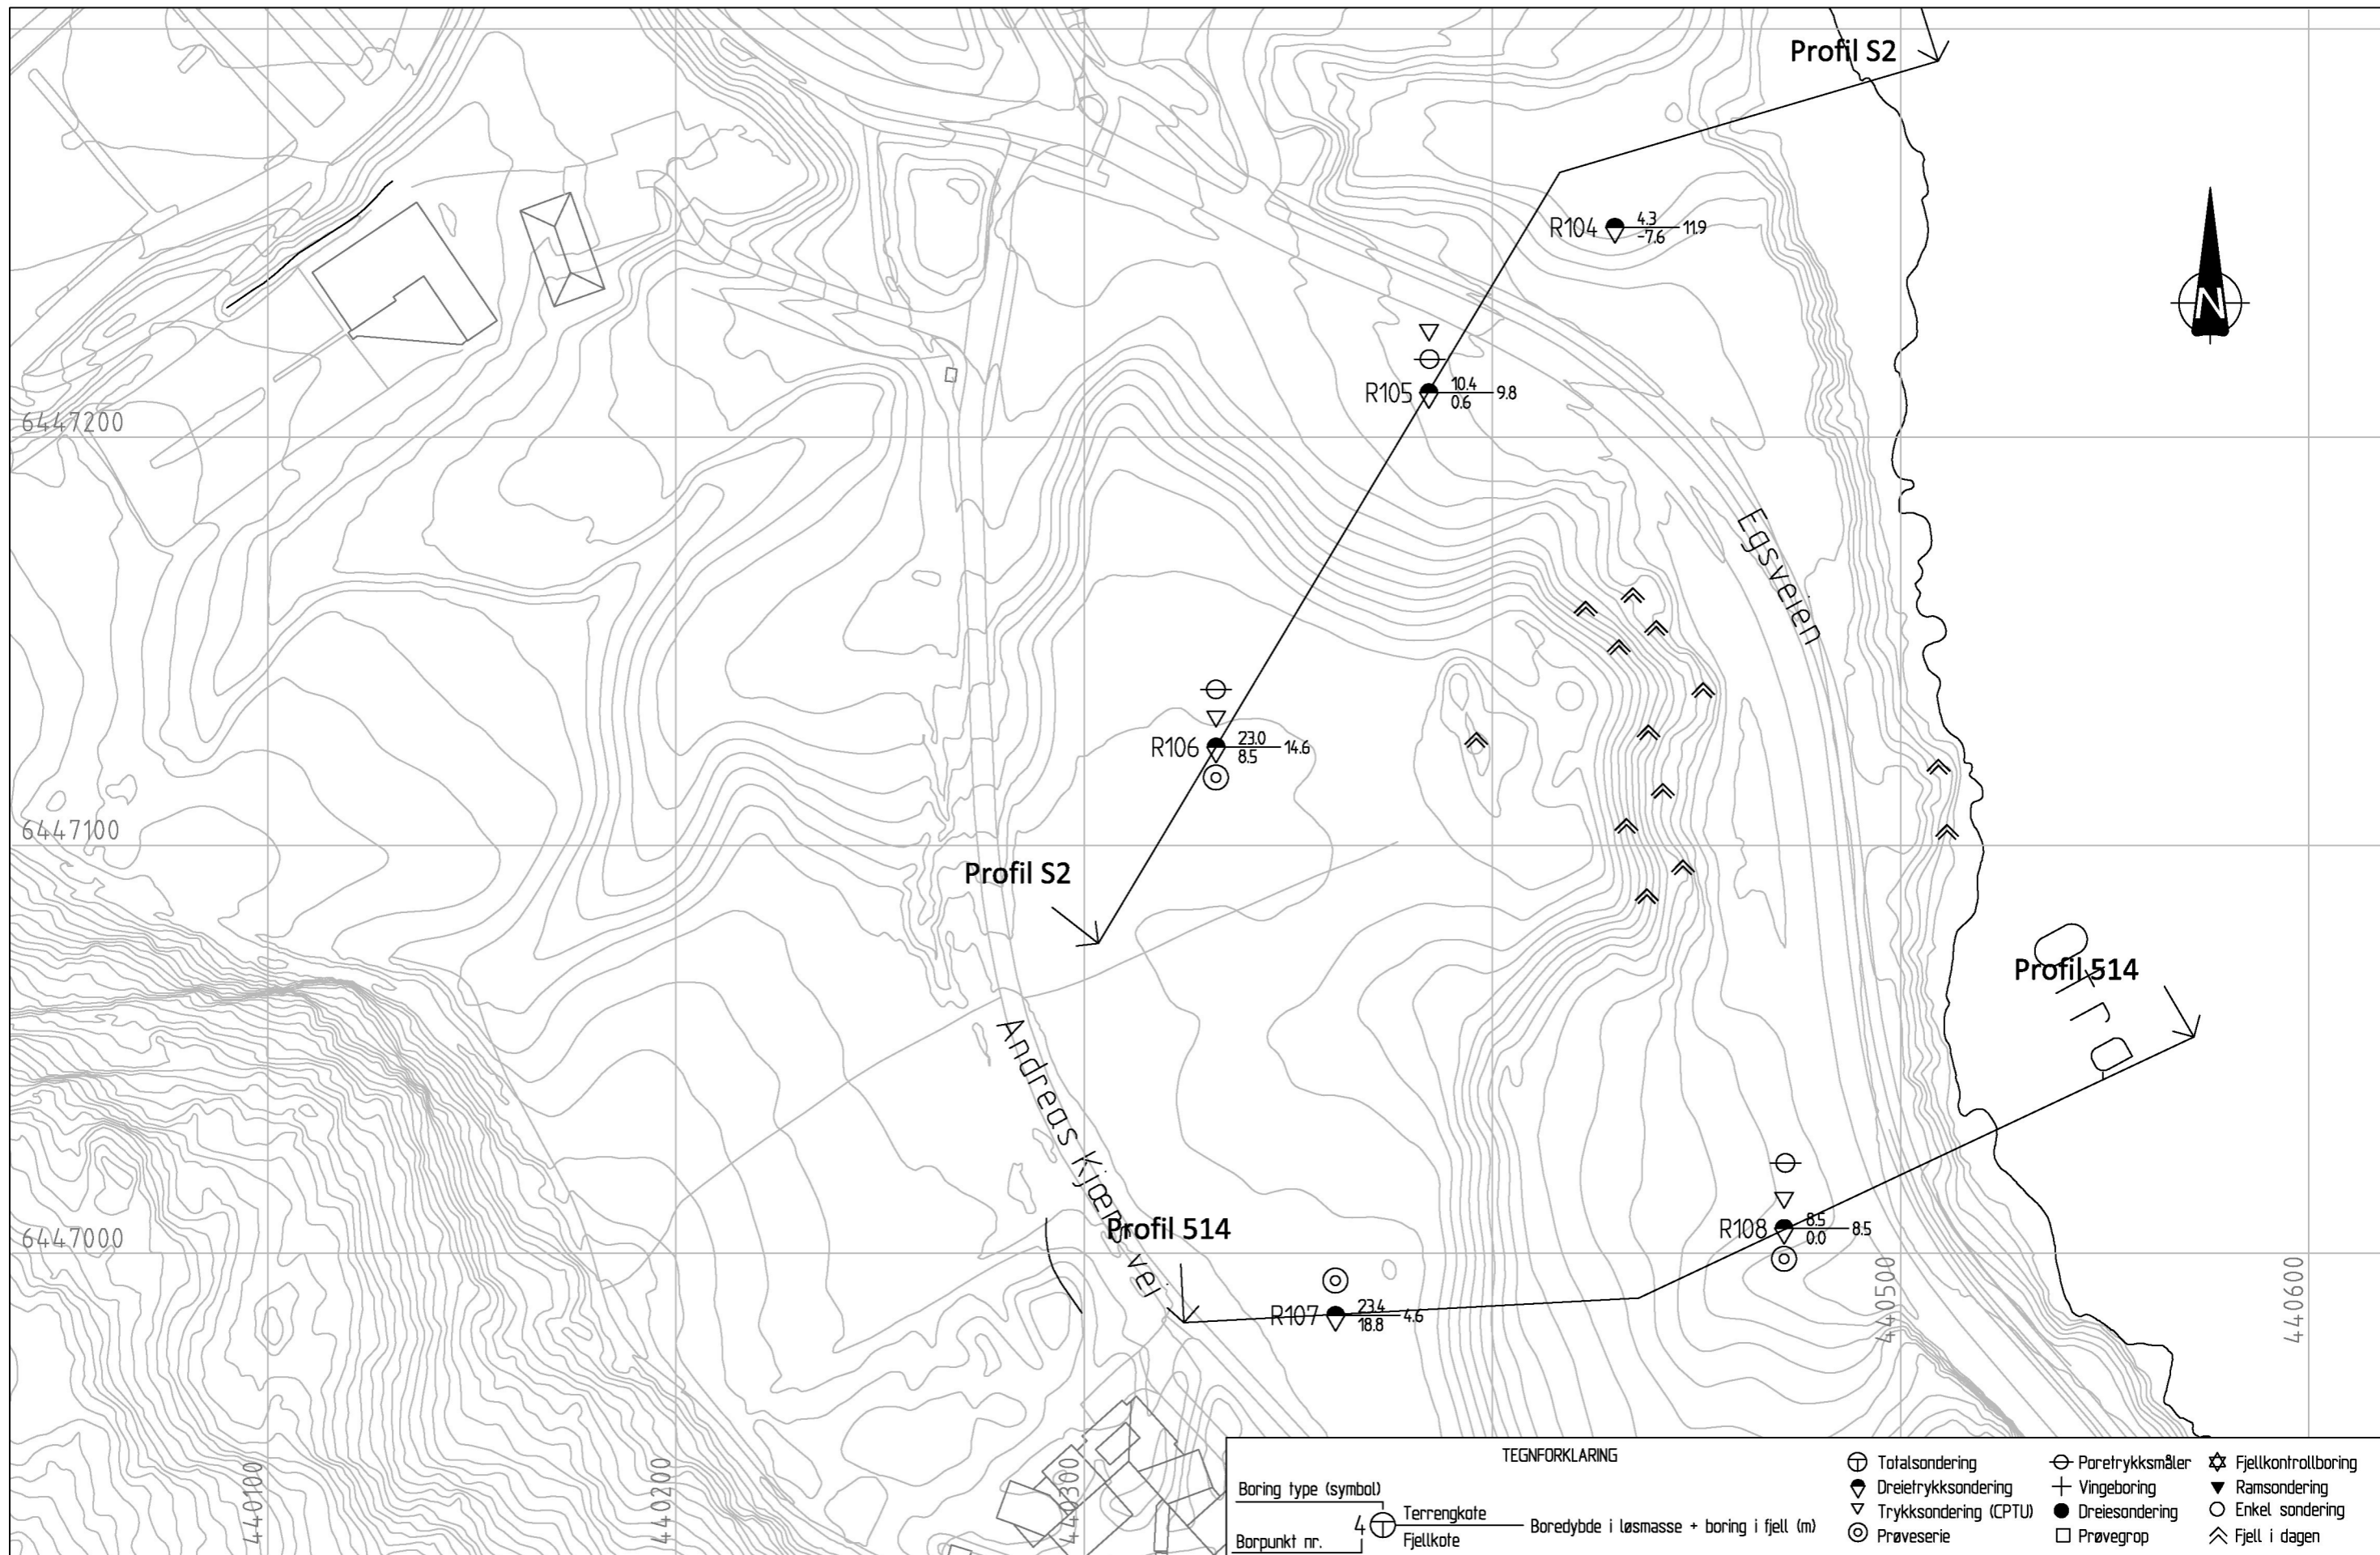 Profil S2
R104 4.3 11.9
-7.6
N
R105 10.4 9.8
0.6
6447200
Egsveien
R106 23.0 14.6
8.5
6447100
Profil S2
Otra
Profil 514
Andreas Kjærs vei
Profil 514
6447000
R108 8.5 8.5
0.0
R107 23.4 4.6
18.8
440500
440600
440100
440200
440300
TEGNFORKLARING
Boring type (symbol)
Borpunkt nr. 4
Terrengkote
Fjellkote
Boredybde i løsmasse + boring i fjell (m)
Totalsondering
Dreietrykksondering
Trykksondering (CPTU)
Prøveserie
Poretrykksmåler
Vingeboring
Dreiesondering
Prøvegrop
Fjellkontrollboring
Ramsondering
Enkel sondering
Fjell i dagen